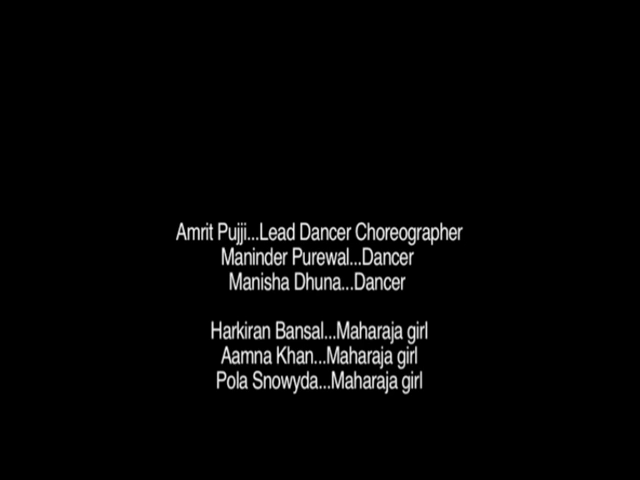 Amrit Pujji...Lead Dancer Choreographer
Maninder Purewal...Dancer
Manisha Dhuna...Dancer
Harkiran Bansal...Maharaja girl
Aamna Khan...Maharaja girl
Pola Snowyda...Maharaja girl